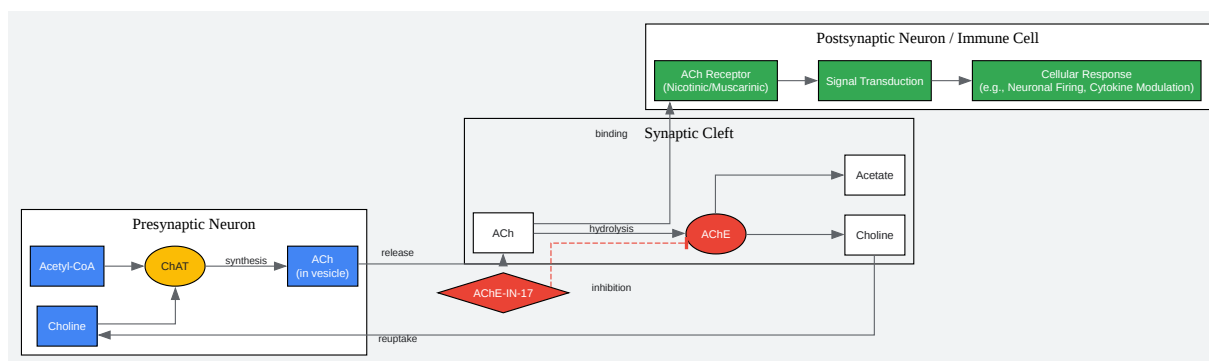 Postsynaptic Neuron / Immune Cell
ACh Receptor
(Nicotinic/Muscarinic)
Signal Transduction
Cellular Response
(e.g., Neuronal Firing, Cytokine Modulation)
binding
Synaptic Cleft
Acetate
ACh
hydrolysis
AChE
Choline
Presynaptic Neuron
Acetyl-CoA
ChAT
synthesis
ACh
(in vesicle)
release
AChE-IN-17
inhibition
Choline
reuptake